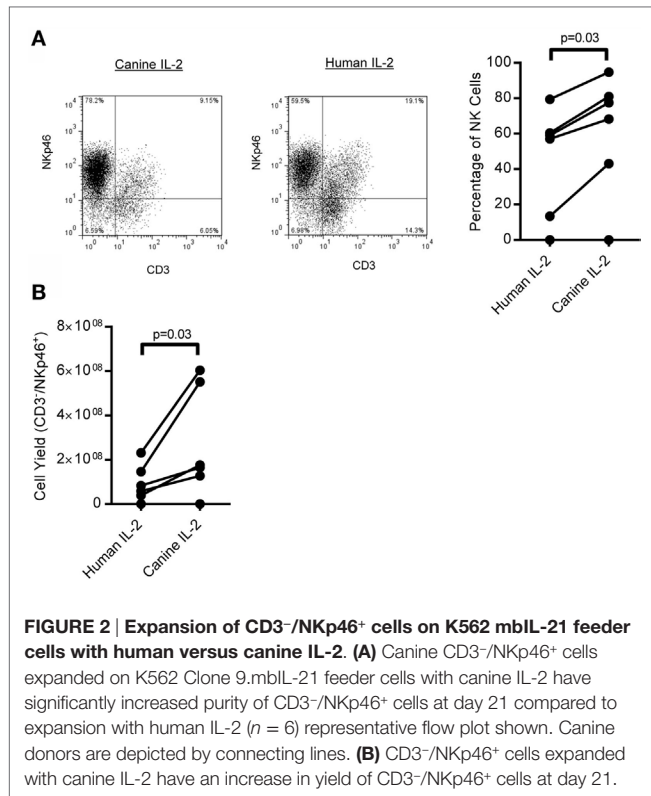 A
Canine IL-2
Human IL-2
p=0.03
78.2%
9.15%
6.59%
6.05%
10⁴
10³
10²
10¹
10⁰
NKp46
10⁰ 10¹ 10² 10³ 10⁴
CD3
59.5%
19.1%
6.98%
14.3%
10⁴
10³
10²
10¹
10⁰
NKp46
10⁰ 10¹ 10² 10³ 10⁴
CD3
100
80
60
40
20
0
Percentage of NK Cells
Human IL-2
Canine IL-2
B
p=0.03
8×10⁰⁸
6×10⁰⁸
4×10⁰⁸
2×10⁰⁸
0
Cell Yield (CD3⁻/NKp46⁺)
Human IL-2
Canine IL-2
FIGURE 2 | Expansion of CD3⁻/NKp46⁺ cells on K562 mbIL-21 feeder
cells with human versus canine IL-2. (A) Canine CD3⁻/NKp46⁺ cells
expanded on K562 Clone 9.mbIL-21 feeder cells with canine IL-2 have
significantly increased purity of CD3⁻/NKp46⁺ cells at day 21 compared to
expansion with human IL-2 (n = 6) representative flow plot shown. Canine
donors are depicted by connecting lines. (B) CD3⁻/NKp46⁺ cells expanded
with canine IL-2 have an increase in yield of CD3⁻/NKp46⁺ cells at day 21.